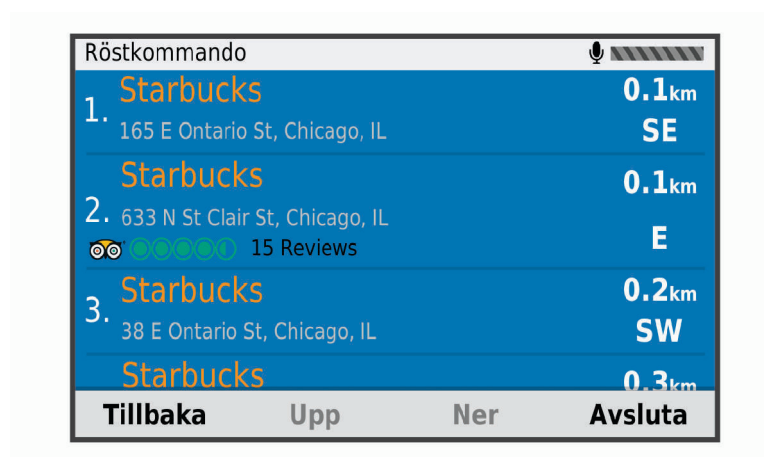 Röstkommando
1. Starbucks 0.1km
165 E Ontario St, Chicago, IL SE
2. Starbucks 0.1km
633 N St Clair St, Chicago, IL
15 Reviews E
3. Starbucks 0.2km
38 E Ontario St, Chicago, IL SW
Starbucks 0.3km
Tillbaka Upp Ner Avsluta